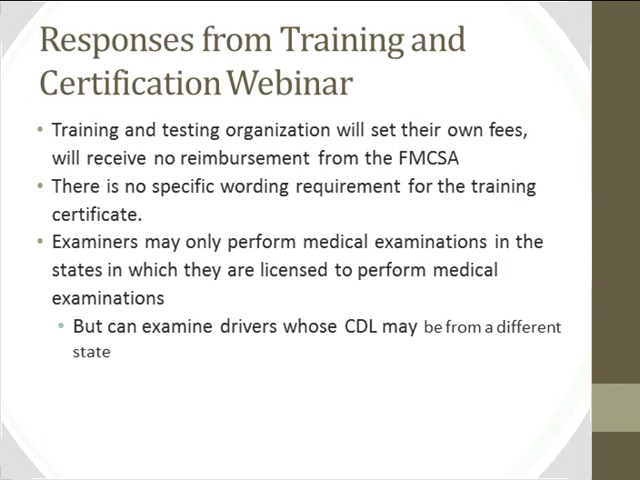 Responses from Training and
Certification Webinar
• Training and testing organization will set their own fees,
will receive no reimbursement from the FMCSA
• There is no specific wording requirement for the training
certificate.
• Examiners may only perform medical examinations in the
states in which they are licensed to perform medical
examinations
• But can examine drivers whose CDL may be from a different
state